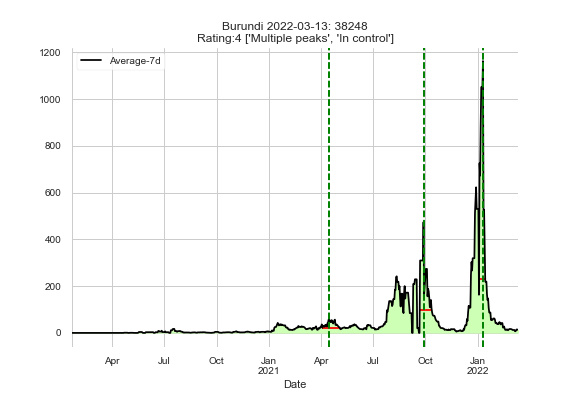 Burundi 2022-03-13: 38248
Rating:4 ['Multiple peaks', 'In control']
Average-7d
1200
1000
800
600
400
200
0
Apr Jul Oct Jan Apr Jul Oct Jan
2021 2022
Date